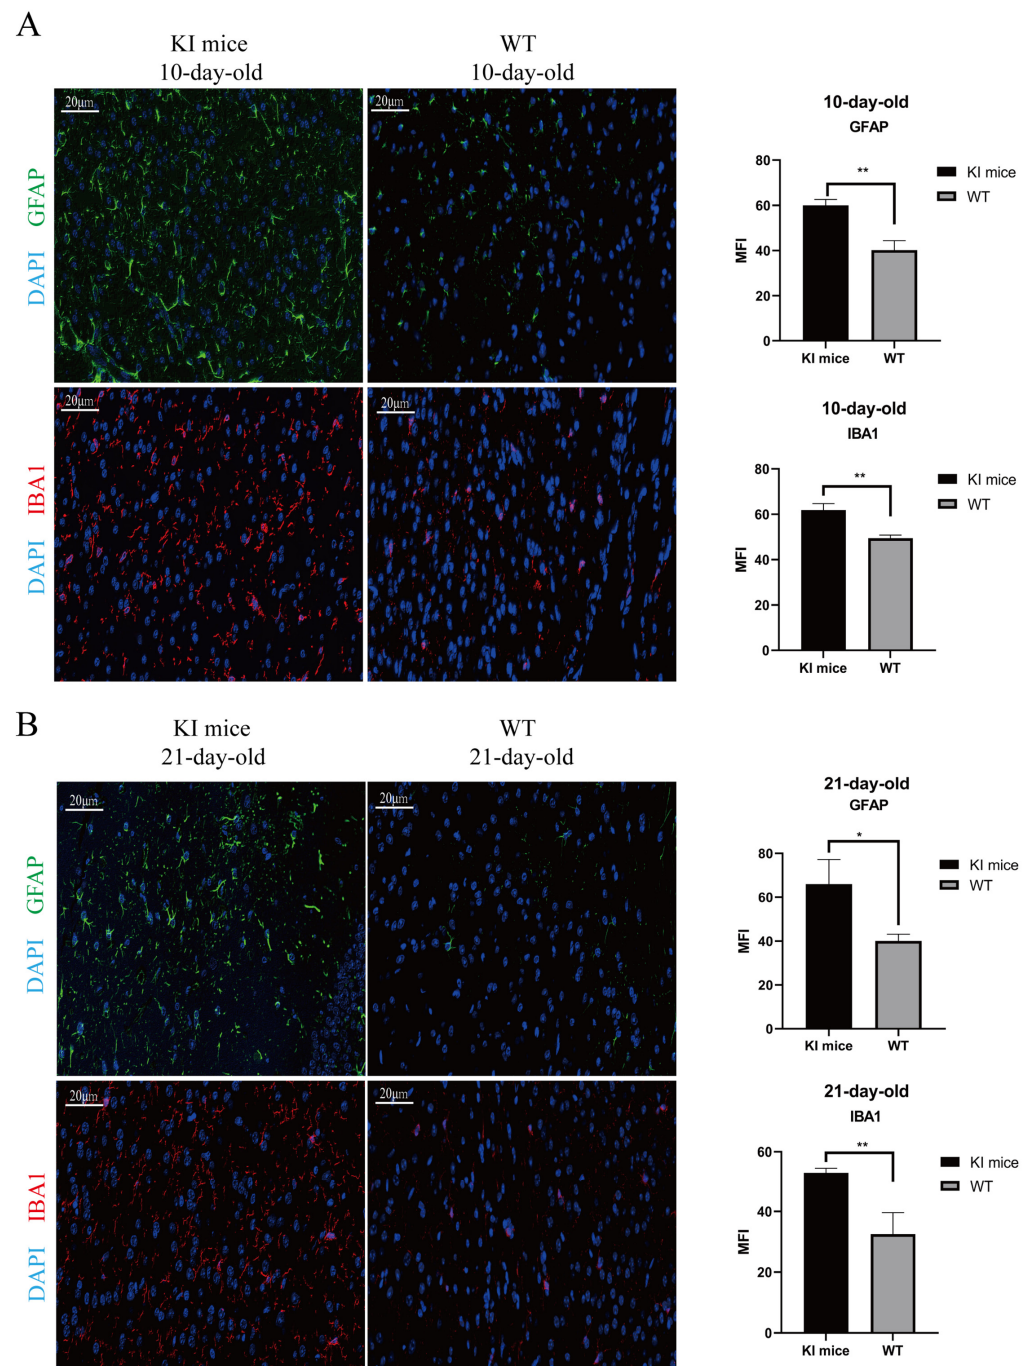 A
KI mice
10-day-old
WT
10-day-old
20μm
20μm
DAPI GFAP
20μm
20μm
DAPI IBA1
10-day-old
GFAP
80
60
40
20
0
MFI
**
KI mice
WT
KI mice
WT
10-day-old
IBA1
80
60
40
20
0
MFI
**
KI mice
WT
KI mice
WT
B
KI mice
21-day-old
WT
21-day-old
20μm
20μm
DAPI GFAP
20μm
20μm
DAPI IBA1
21-day-old
GFAP
80
60
40
20
0
MFI
*
KI mice
WT
KI mice
WT
21-day-old
IBA1
60
40
20
0
MFI
**
KI mice
WT
KI mice
WT